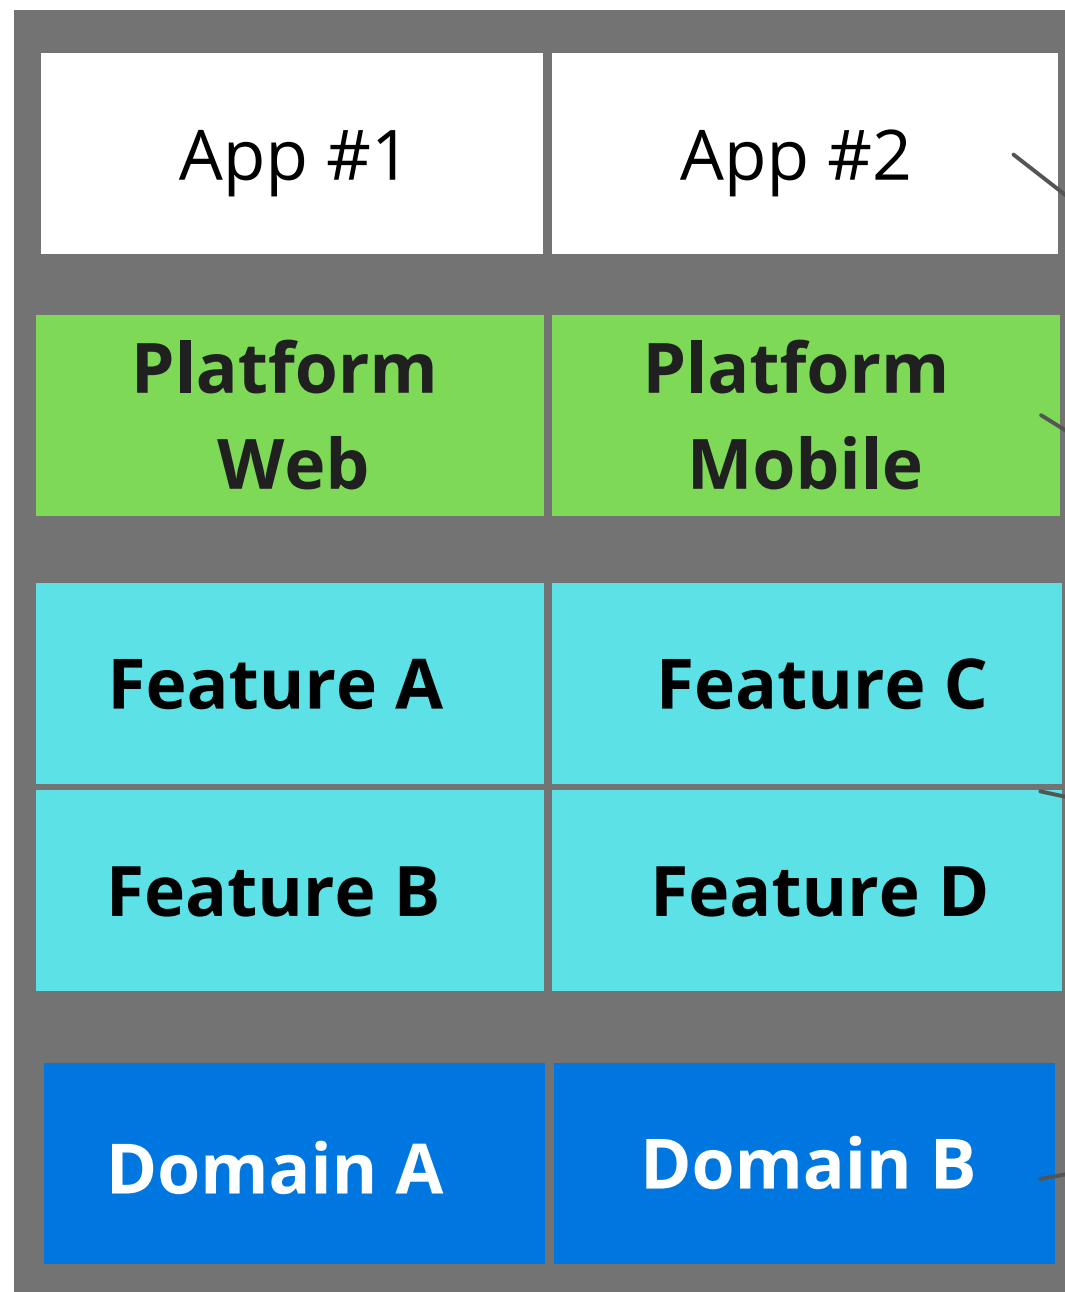 App #1
App #2
Platform
Web
Platform
Mobile
Feature A
Feature C
Feature B
Feature D
Domain A
Domain B